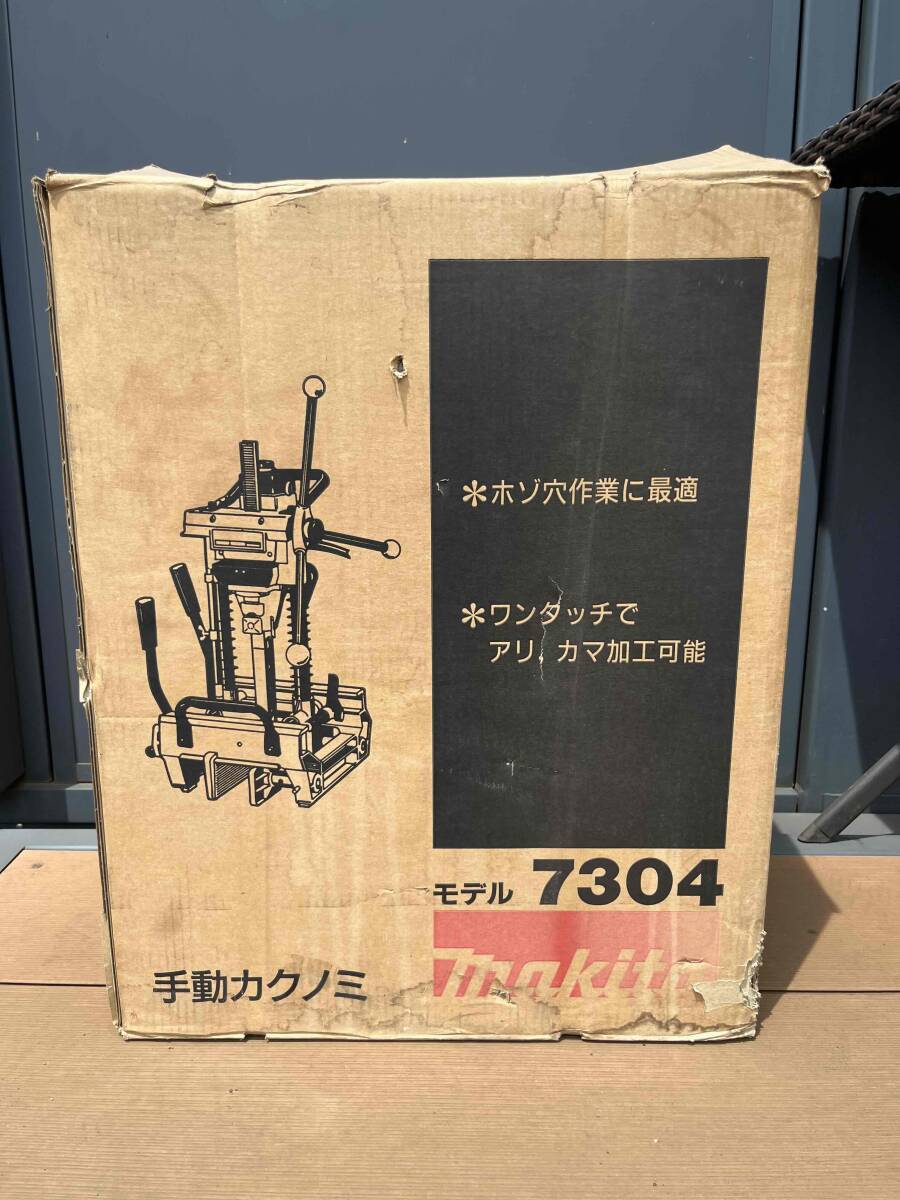 ＊ホゾ穴作業に最適
＊ワンタッチで
アリ カマ加工可能
モデル 7304
makita
手動カクノミ